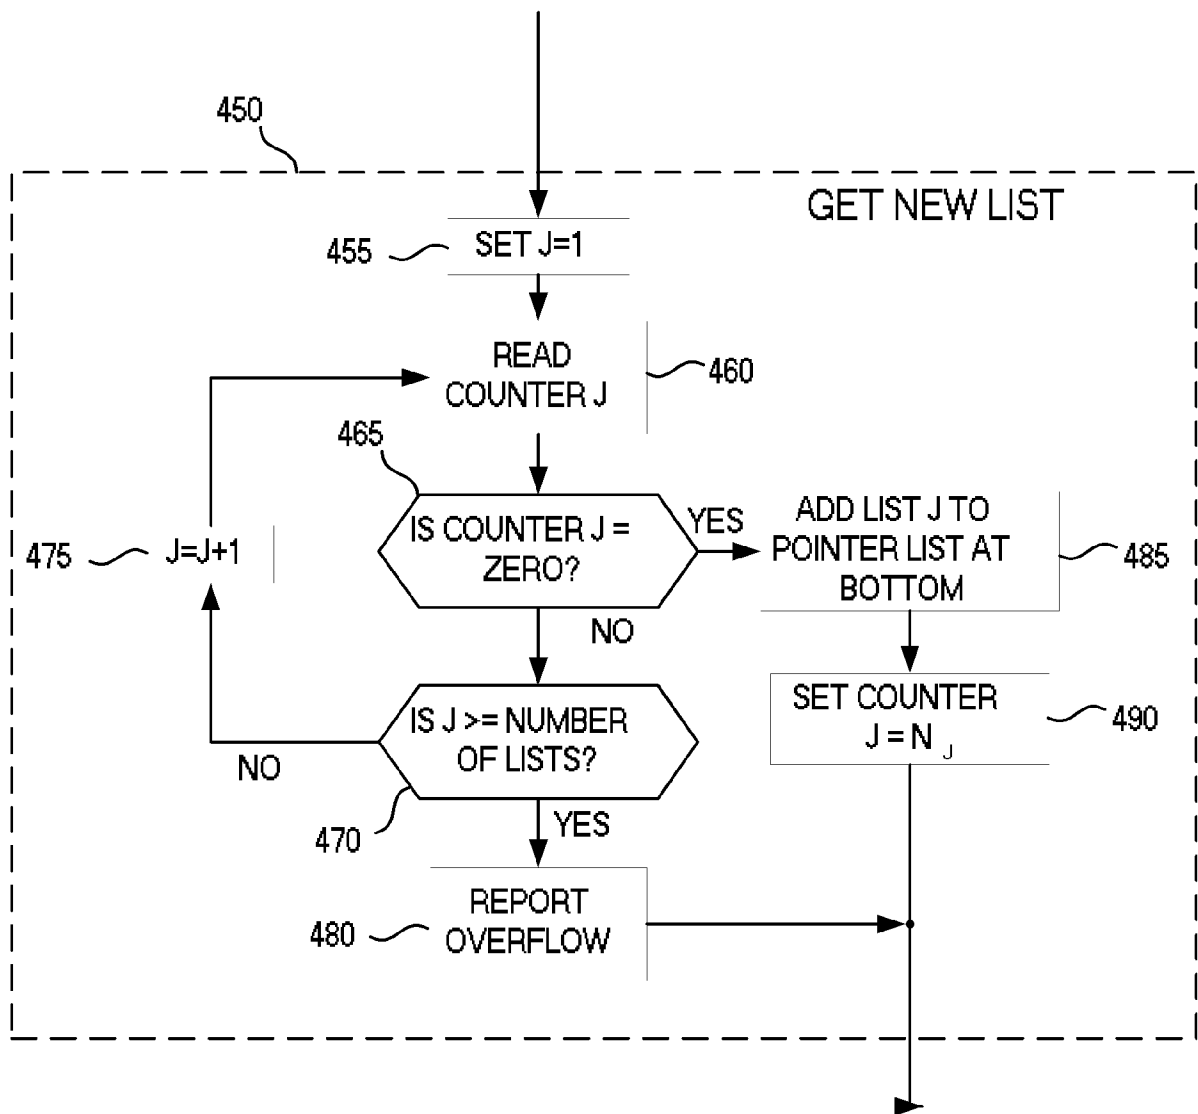 450
GET NEW LIST
455
SET J=1
READ
COUNTER J
460
465
IS COUNTER J =
ZERO?
YES
NO
ADD LIST J TO
POINTER LIST AT
BOTTOM
485
475
J=J+1
IS J >= NUMBER
OF LISTS?
NO
YES
470
SET COUNTER
J = N J
490
REPORT
OVERFLOW
480